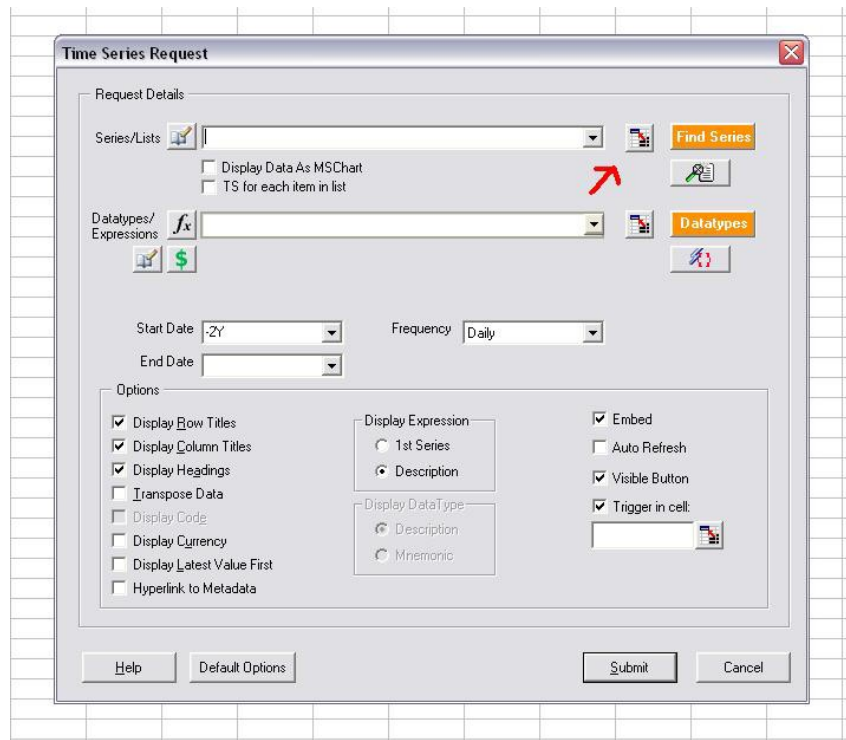 Time Series Request
Request Details
Series/Lists
Find Series
Display Data As MSChart
TS for each item in list
Datatypes/
Expressions
fx
Datatypes
$
Start Date -2Y
Frequency Daily
End Date
Options
Display Row Titles
Display Column Titles
Display Headings
Transpose Data
Display Code
Display Currency
Display Latest Value First
Hyperlink to Metadata
Display Expression
1st Series
Description
Display DataType
Description
Mnemonic
Embed
Auto Refresh
Visible Button
Trigger in cell:
Help
Default Options
Submit
Cancel